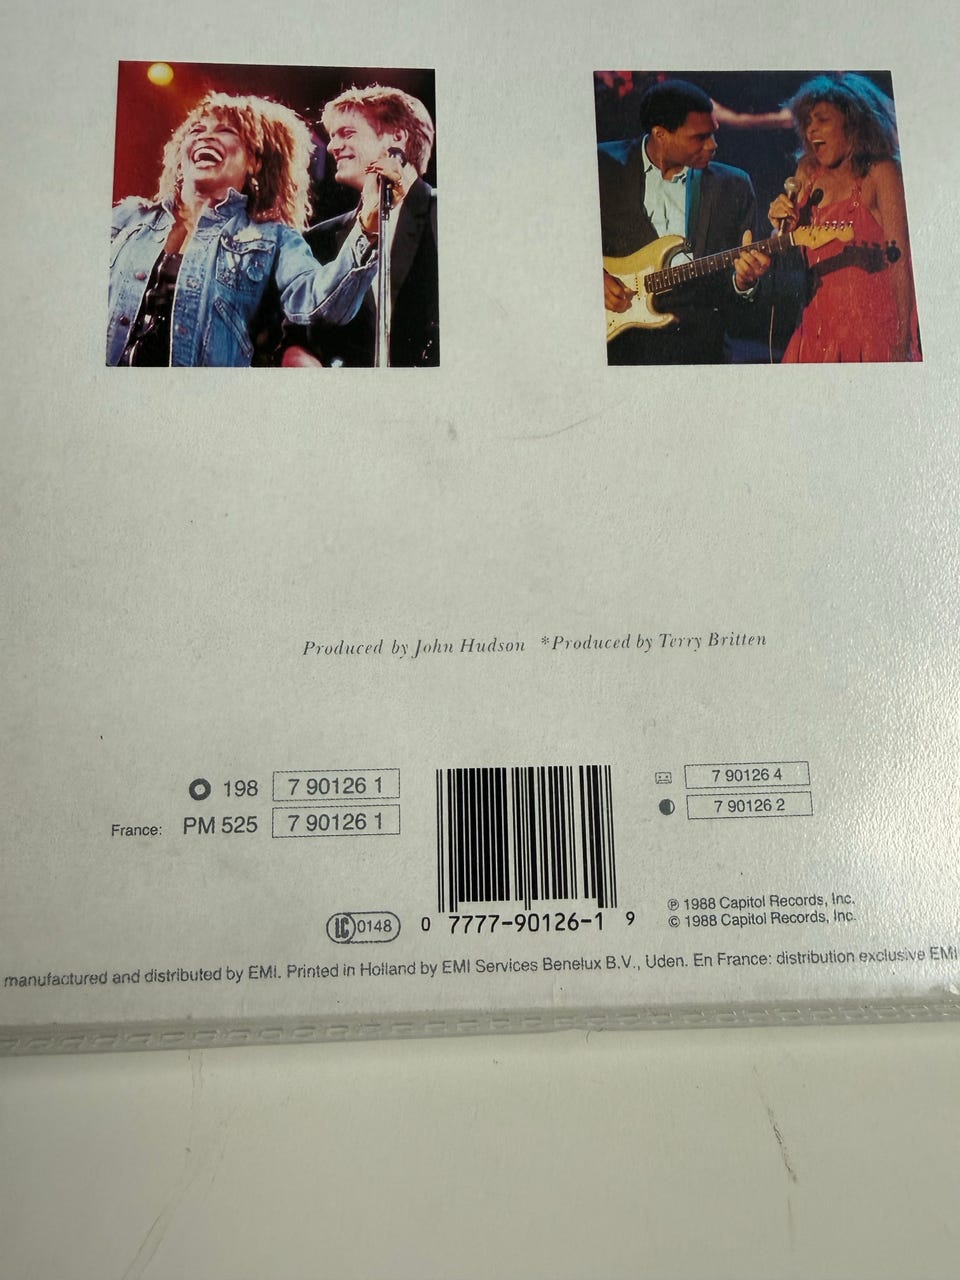 Produced by John Hudson *Produced by Terry Britten
198 7 90126 1
France: PM 525 7 90126 1
7 90126 4
7 90126 2
LC 0148
0 7777-90126-1 9
℗ 1988 Capitol Records, Inc.
© 1988 Capitol Records, Inc.
manufactured and distributed by EMI. Printed in Holland by EMI Services Benelux B.V., Uden. En France: distribution exclusive EMI